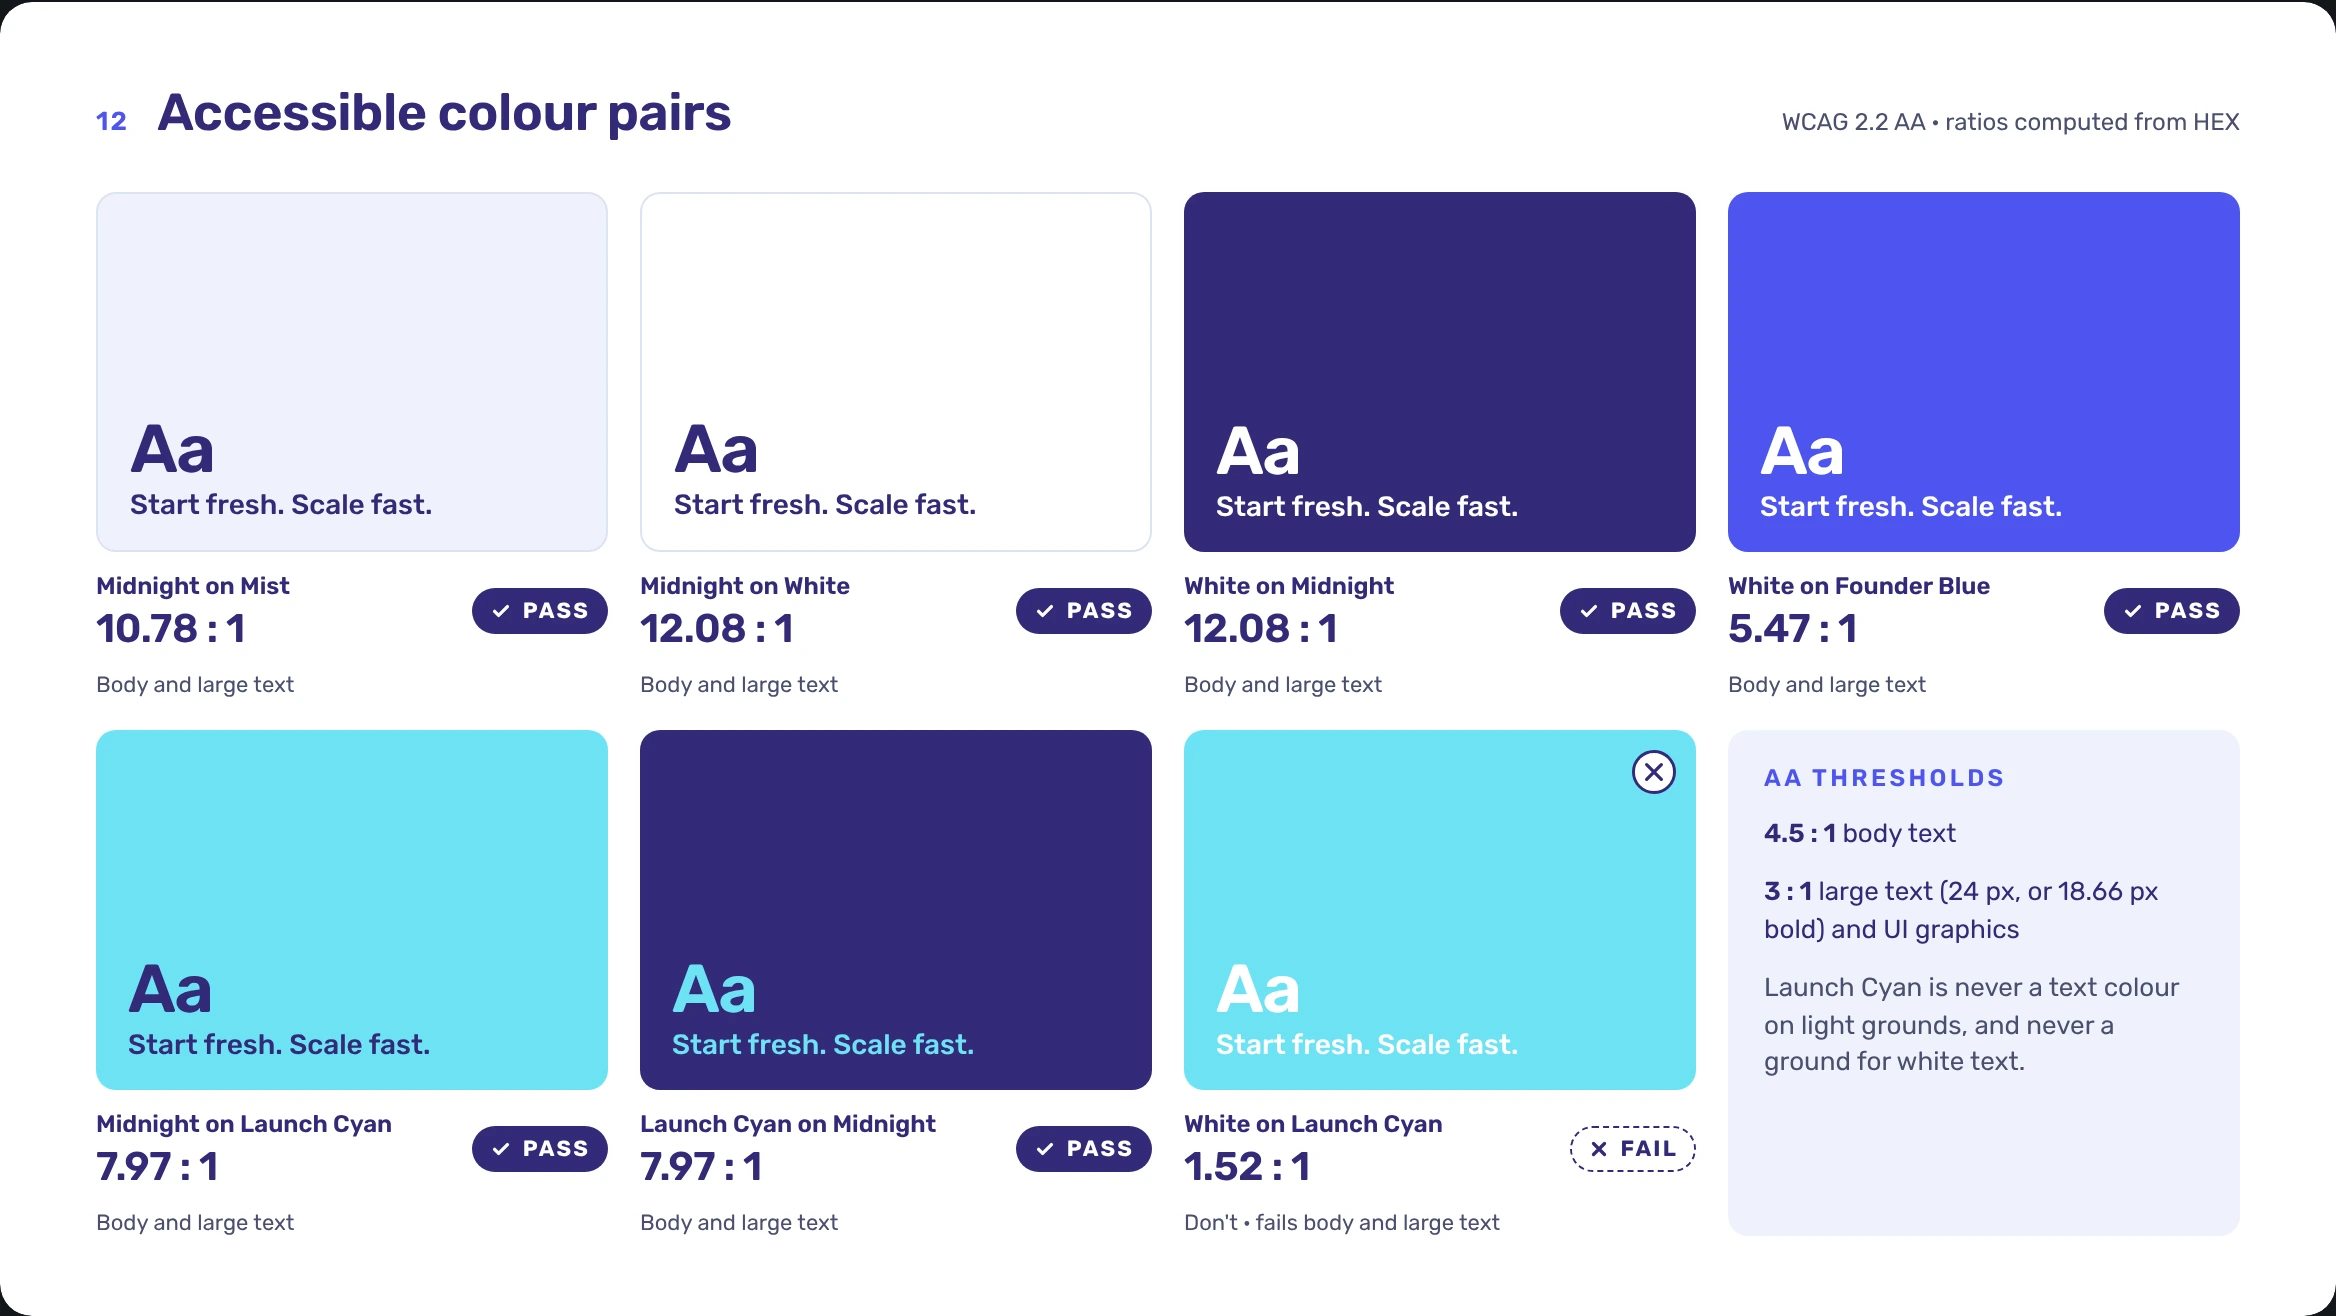 12 Accessible colour pairs
WCAG 2.2 AA • ratios computed from HEX
Aa
Start fresh. Scale fast.
Midnight on Mist
10.78 : 1
✓ PASS
Body and large text
Aa
Start fresh. Scale fast.
Midnight on White
12.08 : 1
✓ PASS
Body and large text
Aa
Start fresh. Scale fast.
White on Midnight
12.08 : 1
✓ PASS
Body and large text
Aa
Start fresh. Scale fast.
White on Founder Blue
5.47 : 1
✓ PASS
Body and large text
Aa
Start fresh. Scale fast.
Midnight on Launch Cyan
7.97 : 1
✓ PASS
Body and large text
Aa
Start fresh. Scale fast.
Launch Cyan on Midnight
7.97 : 1
✓ PASS
Body and large text
Aa
Start fresh. Scale fast.
White on Launch Cyan
1.52 : 1
✕ FAIL
Don't • fails body and large text
AA THRESHOLDS
4.5 : 1 body text
3 : 1 large text (24 px, or 18.66 px
bold) and UI graphics
Launch Cyan is never a text colour
on light grounds, and never a
ground for white text.